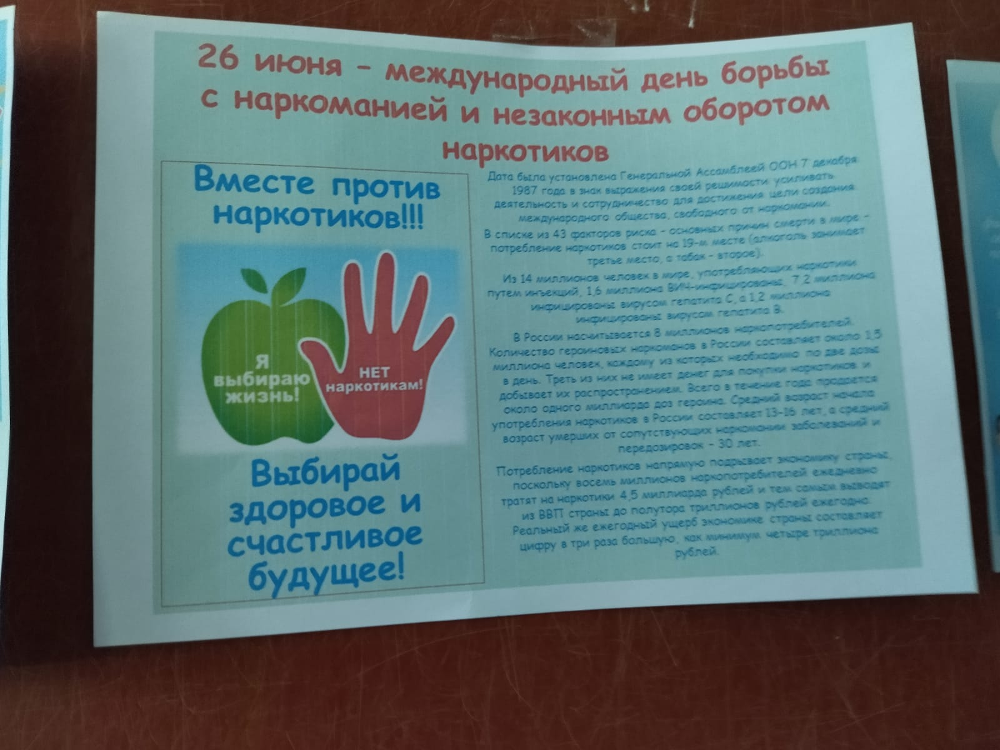 26 июня – международный день борьбы
с наркоманией и незаконным оборотом
наркотиков
Вместе против
наркотиков!!!
Я
выбираю
жизнь!
НЕТ
наркотикам!
Выбирай
здоровое и
счастливое
будущее!
Дата была установлена Генеральной Ассамблеей ООН 7 декабря
1987 года в знак выражения своей решимости усиливать
деятельность и сотрудничество для достижения цели создания
международного общества, свободного от наркомании.
В списке из 43 факторов риска – основных причин смерти в мире –
потребление наркотиков стоит на 19-м месте (алкоголь занимает
третье место, а табак – второе).
Из 14 миллионов человек в мире, употребляющих наркотики
путем инъекций, 1,6 миллиона ВИЧ-инфицированы, 7,2 миллиона
инфицированы вирусом гепатита С, а 1,2 миллиона
инфицированы вирусом гепатита В.
В России насчитывается 8 миллионов наркопотребителей.
Количество героиновых наркоманов в России составляет около 1,5
миллиона человек, каждому из которых необходимо по две дозы
в день. Треть из них не имеет денег для покупки наркотиков и
добывает их распространением. Всего в течение года продается
около одного миллиарда доз героина. Средний возраст начала
употребления наркотиков в России составляет 13-16 лет, а средний
возраст умерших от сопутствующих наркомании заболеваний и
передозировок – 30 лет.
Потребление наркотиков напрямую подрывает экономику страны,
поскольку восемь миллионов наркопотребителей ежедневно
тратят на наркотики 4,5 миллиарда рублей и тем самым выводят
из ВВП страны до полутора триллионов рублей ежегодно.
Реальный же ежегодный ущерб экономике страны составляет
цифру в три раза большую, как минимум четыре триллиона
рублей.